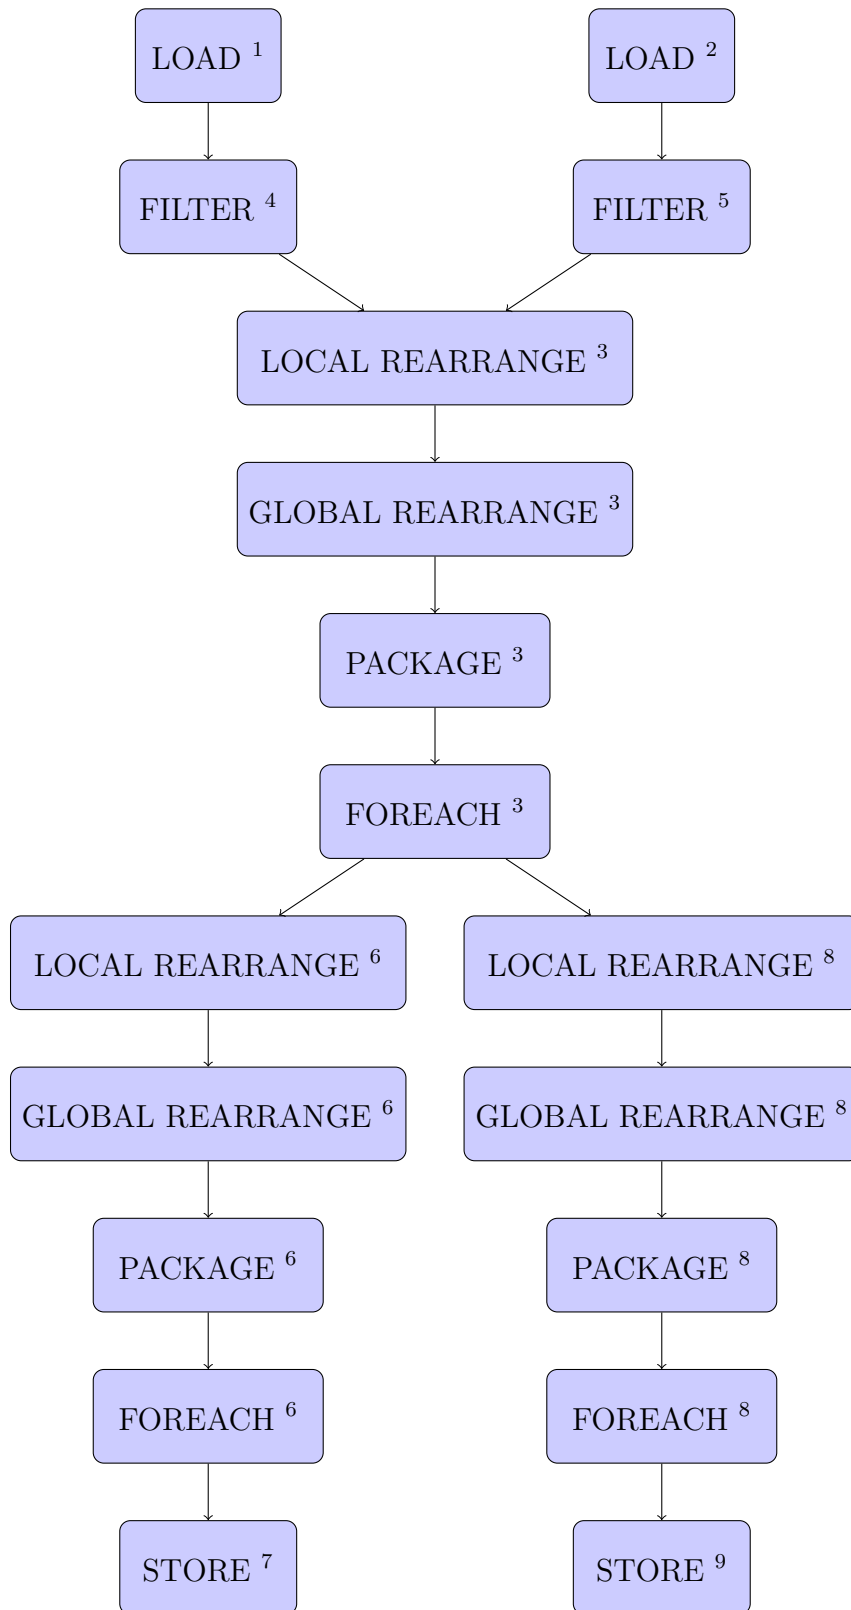 LOAD ¹
LOAD ²
FILTER ⁴
FILTER ⁵
LOCAL REARRANGE ³
GLOBAL REARRANGE ³
PACKAGE ³
FOREACH ³
LOCAL REARRANGE ⁶
LOCAL REARRANGE ⁸
GLOBAL REARRANGE ⁶
GLOBAL REARRANGE ⁸
PACKAGE ⁶
PACKAGE ⁸
FOREACH ⁶
FOREACH ⁸
STORE ⁷
STORE ⁹